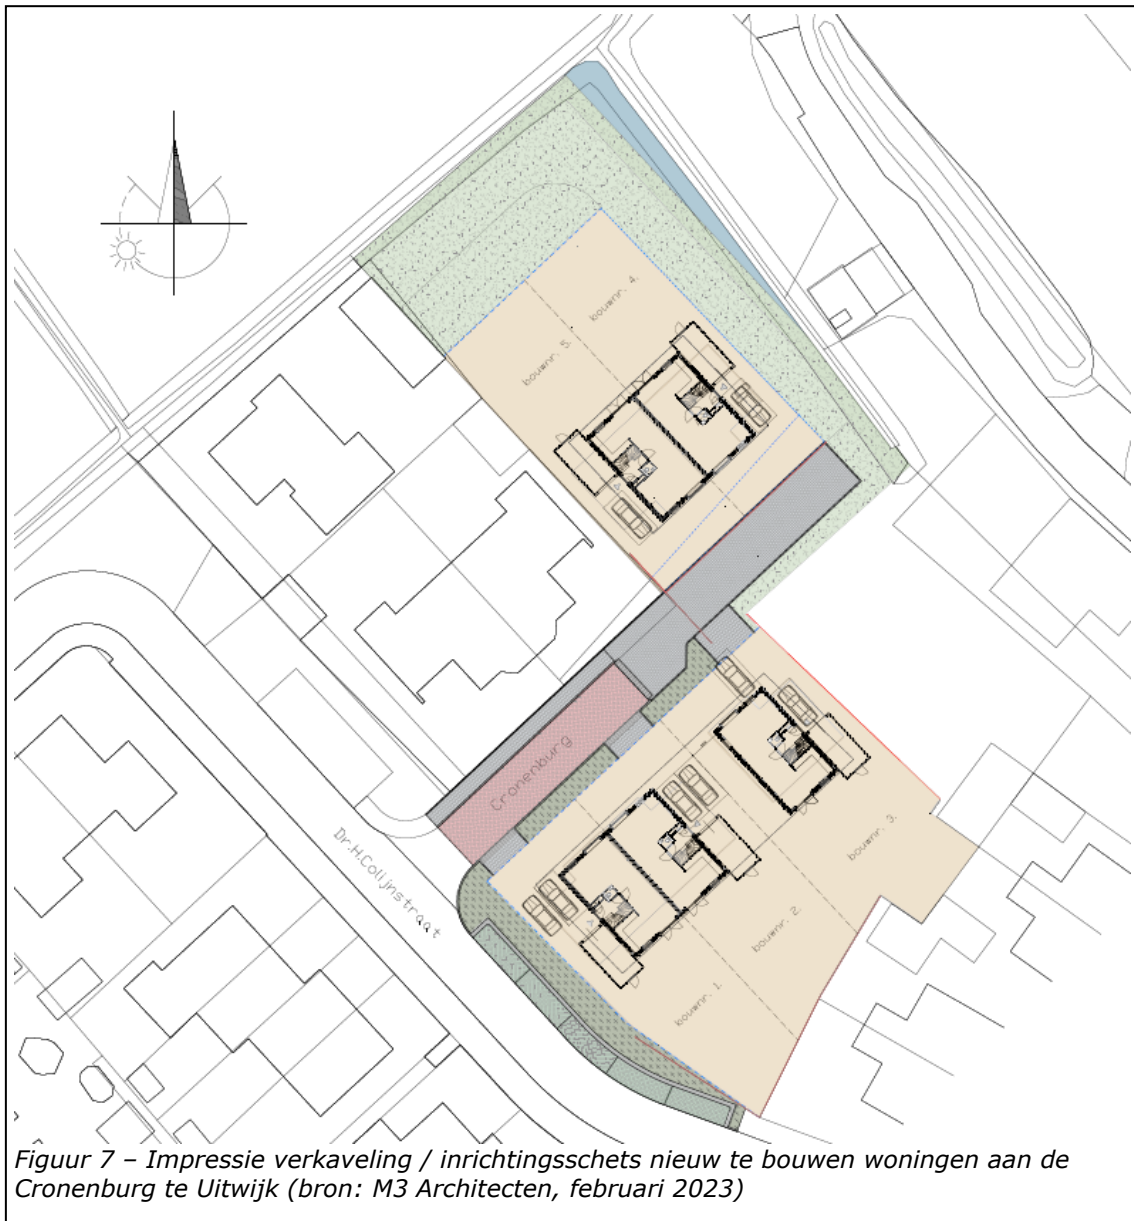 bouwnr. 4.
bouwnr. 5.
Cronenburg
Dr.H.Colijnstraat
bouwnr. 3.
bouwnr. 2.
bouwnr. 1.
Figuur 7 – Impressie verkaveling / inrichtingsschets nieuw te bouwen woningen aan de
Cronenburg te Uitwijk (bron: M3 Architecten, februari 2023)